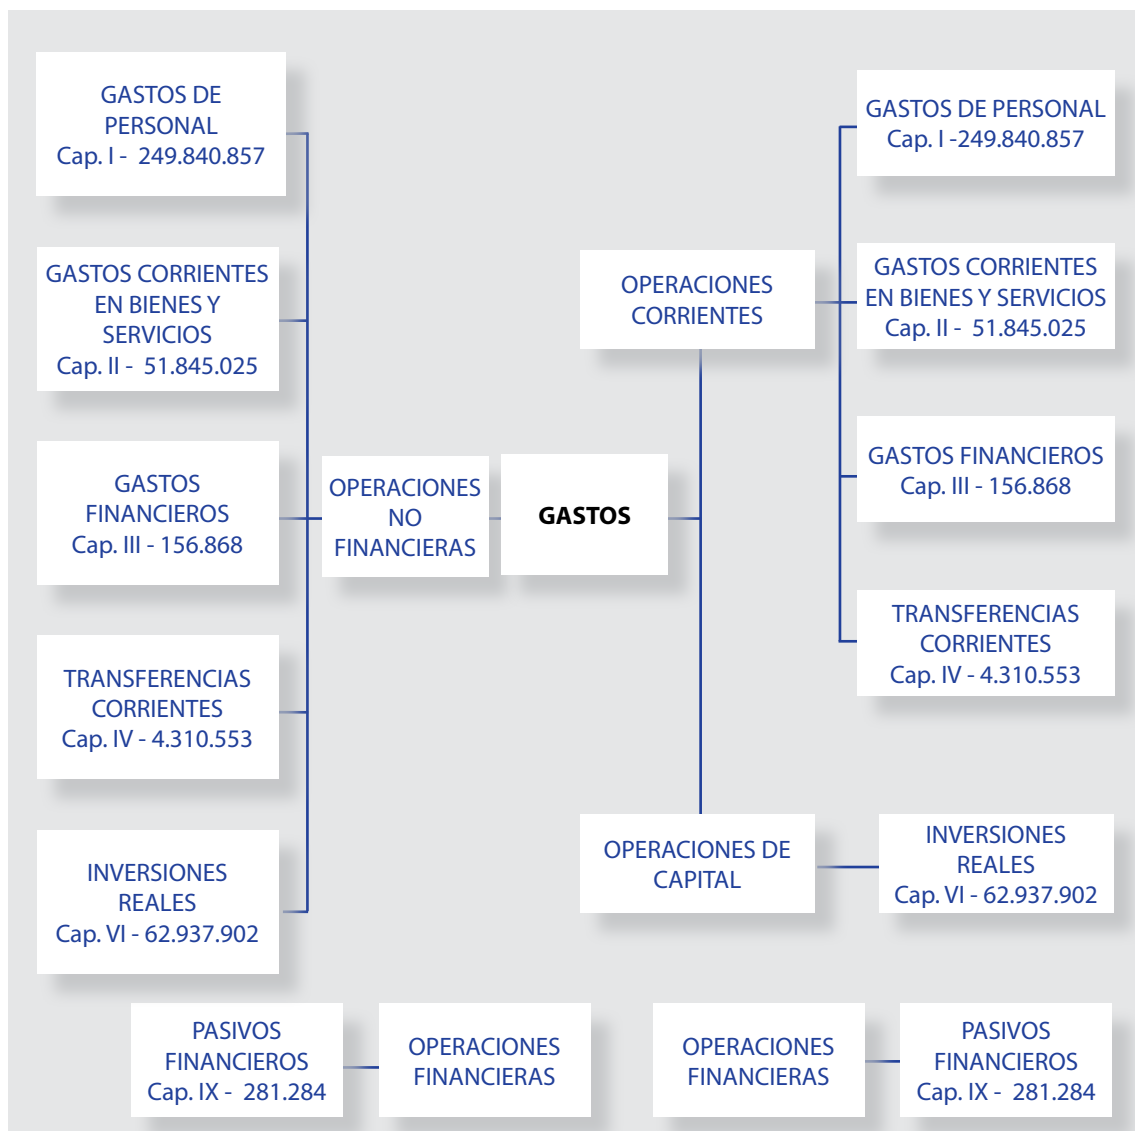 GASTOS DE
PERSONAL
Cap. I - 249.840.857
GASTOS CORRIENTES
EN BIENES Y
SERVICIOS
Cap. II - 51.845.025
GASTOS
FINANCIEROS
Cap. III - 156.868
TRANSFERENCIAS
CORRIENTES
Cap. IV - 4.310.553
INVERSIONES
REALES
Cap. VI - 62.937.902
OPERACIONES
NO
FINANCIERAS
GASTOS
OPERACIONES
CORRIENTES
GASTOS DE PERSONAL
Cap. I -249.840.857
GASTOS CORRIENTES
EN BIENES Y SERVICIOS
Cap. II - 51.845.025
GASTOS FINANCIEROS
Cap. III - 156.868
TRANSFERENCIAS
CORRIENTES
Cap. IV - 4.310.553
OPERACIONES DE
CAPITAL
INVERSIONES
REALES
Cap. VI - 62.937.902
PASIVOS
FINANCIEROS
Cap. IX - 281.284
OPERACIONES
FINANCIERAS
OPERACIONES
FINANCIERAS
PASIVOS
FINANCIEROS
Cap. IX - 281.284